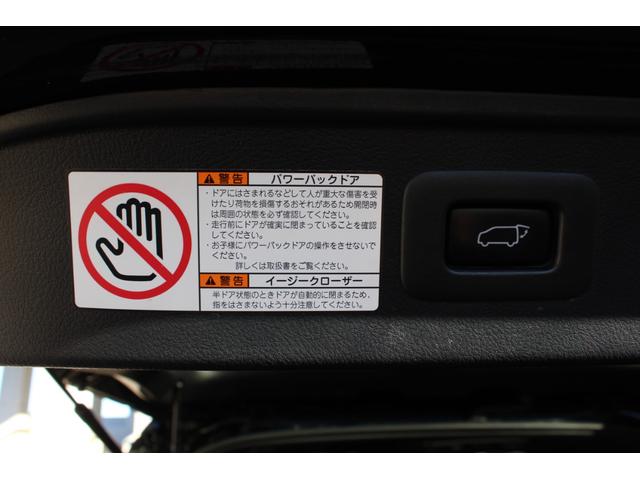 警告 パワーバックドア
・ドアにはさまれるなどして人が重大な傷害を受
けたり荷物を損傷するおそれがあるため開閉時
は周囲の状態を必ず確認してください。
・走行前にドアが確実に閉まっていることを確認
してください。
・お子様にパワーバックドアの操作をさせないで
ください。
詳しくは取扱書をご覧ください。
警告 イージークローザー
半ドア状態のときドアが自動的に閉まるため、
指をはさまないよう十分注意してください。